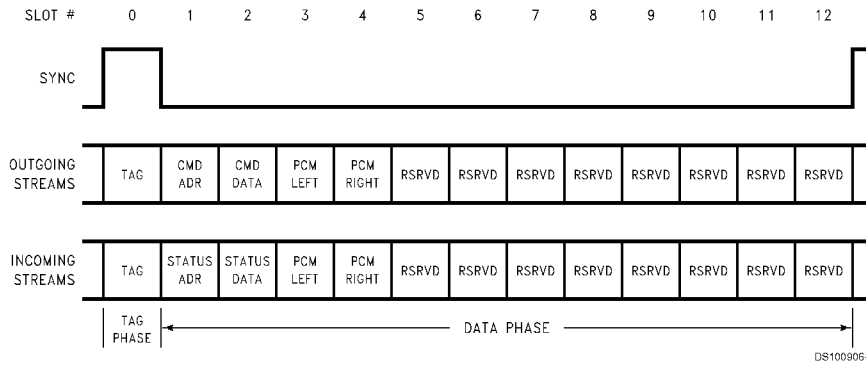 SLOT # 0 1 2 3 4 5 6 7 8 9 10 11 12
SYNC
OUTGOING STREAMS
TAG
CMD ADR
CMD DATA
PCM LEFT
PCM RIGHT
RSRVD RSRVD RSRVD RSRVD RSRVD RSRVD RSRVD RSRVD
INCOMING STREAMS
TAG
STATUS ADR
STATUS DATA
PCM LEFT
PCM RIGHT
RSRVD RSRVD RSRVD RSRVD RSRVD RSRVD RSRVD RSRVD
TAG PHASE
DATA PHASE
DS100906-